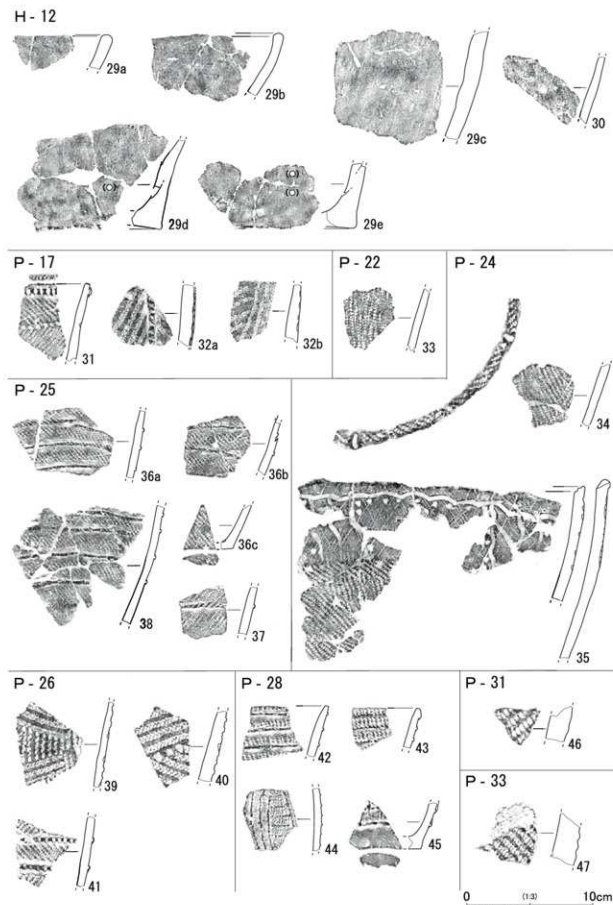 H - 12
29a
29b
29c
30
29d
29e
P - 17
31
32a
32b
P - 22
33
P - 24
34
35
P - 25
36a
36b
36c
38
37
P - 26
39
40
41
P - 28
42
43
44
45
P - 31
46
P - 33
47
0 (1:3) 10cm